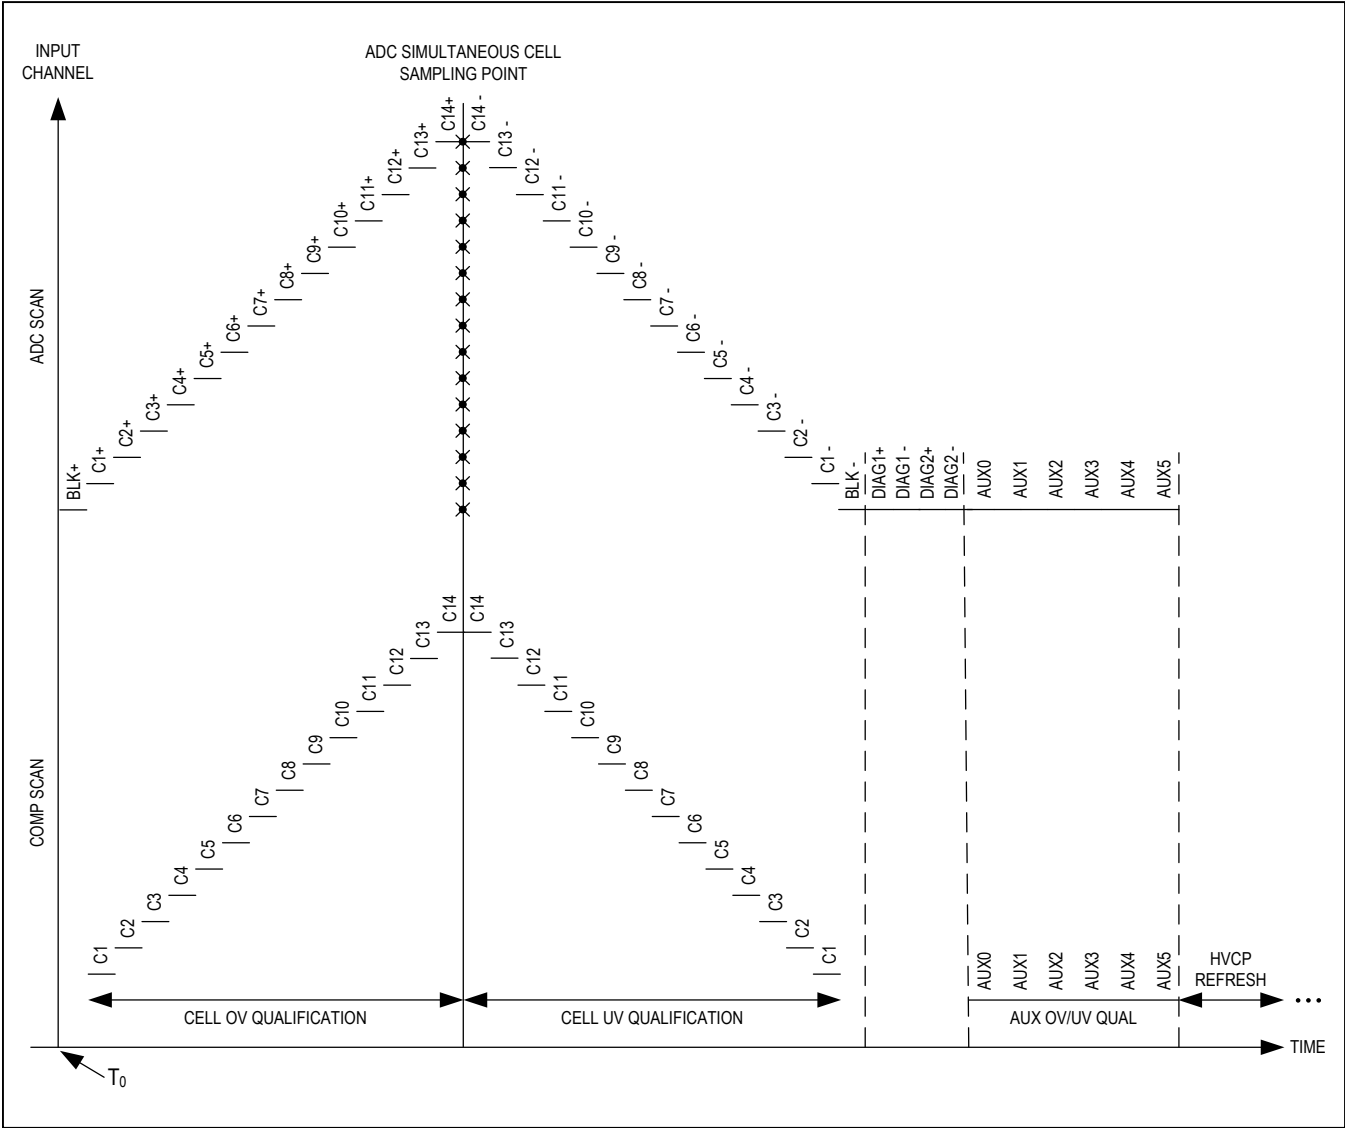 INPUT
CHANNEL
ADC SIMULTANEOUS CELL
SAMPLING POINT
ADC SCAN
BLK+
C1+
C2+
C3+
C4+
C5+
C6+
C7+
C8+
C9+
C10+
C11+
C12+
C13+
C14+
C14 -
C13 -
C12 -
C11 -
C10 -
C9 -
C8 -
C7 -
C6 -
C5 -
C4 -
C3 -
C2 -
C1 -
BLK -
DIAG1+
DIAG1 -
DIAG2+
DIAG2 -
AUX0
AUX1
AUX2
AUX3
AUX4
AUX5
COMP SCAN
C1
C2
C3
C4
C5
C6
C7
C8
C9
C10
C11
C12
C13
C14
C14
C13
C12
C11
C10
C9
C8
C7
C6
C5
C4
C3
C2
C1
AUX0
AUX1
AUX2
AUX3
AUX4
AUX5
HVCP
REFRESH
CELL OV QUALIFICATION
CELL UV QUALIFICATION
AUX OV/UV QUAL
TIME
T0